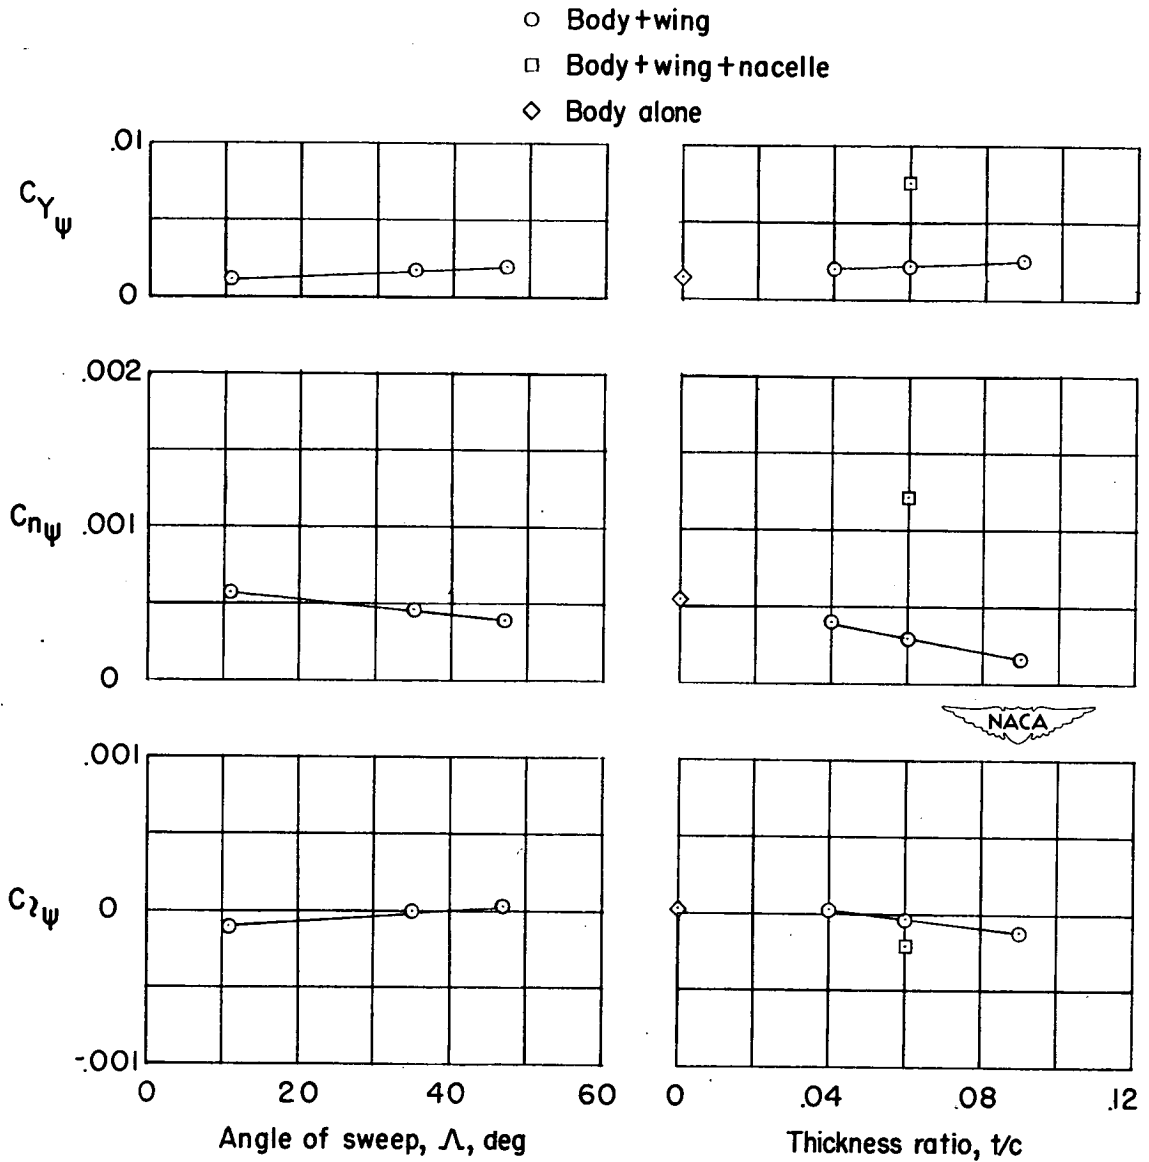 Body+wing
Body+wing+nacelle
Body alone
.01
CYψ
0
.002
Cnψ .001
0
NACA
.001
Clψ 0
-.001
0 20 40 60 0 .04 .08 .12
Angle of sweep, Λ, deg Thickness ratio, t/c